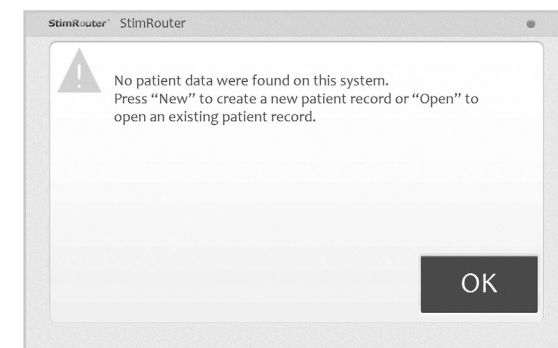 StimRouter™ StimRouter
No patient data were found on this system.
Press “New” to create a new patient record or “Open” to
open an existing patient record.
OK